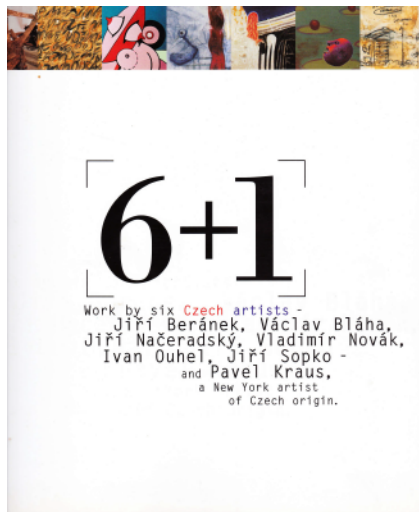 [6+1]
Work by six Czech artists -
Jiří Beránek, Václav Bláha,
Jiří Načeradský, Vladimír Novák,
Ivan Ouhel, Jiří Sopko -
and Pavel Kraus,
a New York artist
of Czech origin.